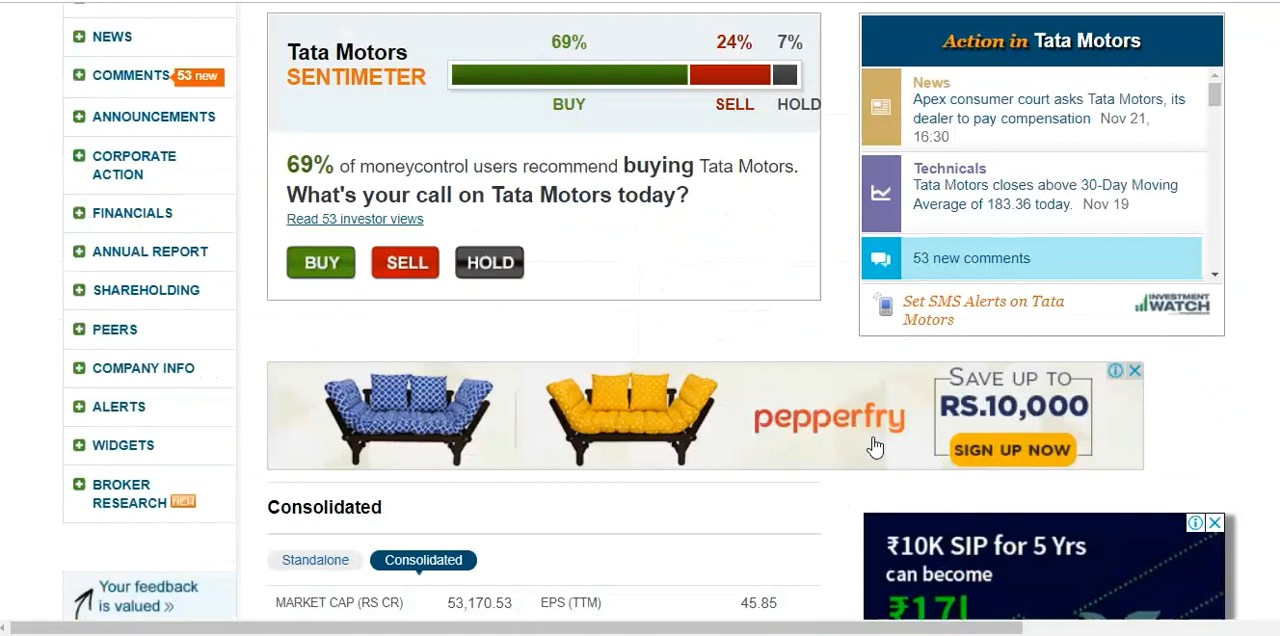 NEWS
COMMENTS 53 new
ANNOUNCEMENTS
CORPORATE
ACTION
FINANCIALS
ANNUAL REPORT
SHAREHOLDING
PEERS
COMPANY INFO
ALERTS
WIDGETS
BROKER
RESEARCH NEW
Your feedback
is valued »
Tata Motors
SENTIMETER
69% 24% 7%
BUY SELL HOLD
69% of moneycontrol users recommend buying Tata Motors.
What's your call on Tata Motors today?
Read 53 investor views
BUY SELL HOLD
Action in Tata Motors
News
Apex consumer court asks Tata Motors, its
dealer to pay compensation Nov 21,
16:30
Technicals
Tata Motors closes above 30-Day Moving
Average of 183.36 today. Nov 19
53 new comments
Set SMS Alerts on Tata
Motors
INVESTMENT
WATCH
pepperfry
SAVE UP TO
RS.10,000
SIGN UP NOW
Consolidated
Standalone Consolidated
MARKET CAP (RS CR) 53,170.53 EPS (TTM) 45.85
₹10K SIP for 5 Yrs
can become